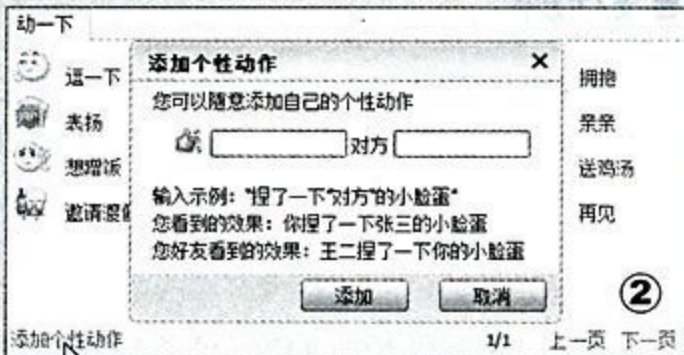 动一下
添加个性动作 ×
逗一下
表扬
想蹭饭
您可以随意添加自己的个性动作
对方
输入示例："捏了一下"对方"的小脸蛋"
您看到的效果：你捏了一下张三的小脸蛋
您好友看到的效果：王二捏了一下你的小脸蛋
添加 取消
拥抱
亲亲
送鸡汤
再见
②
添加个性动作
1/1 上一页 下一页